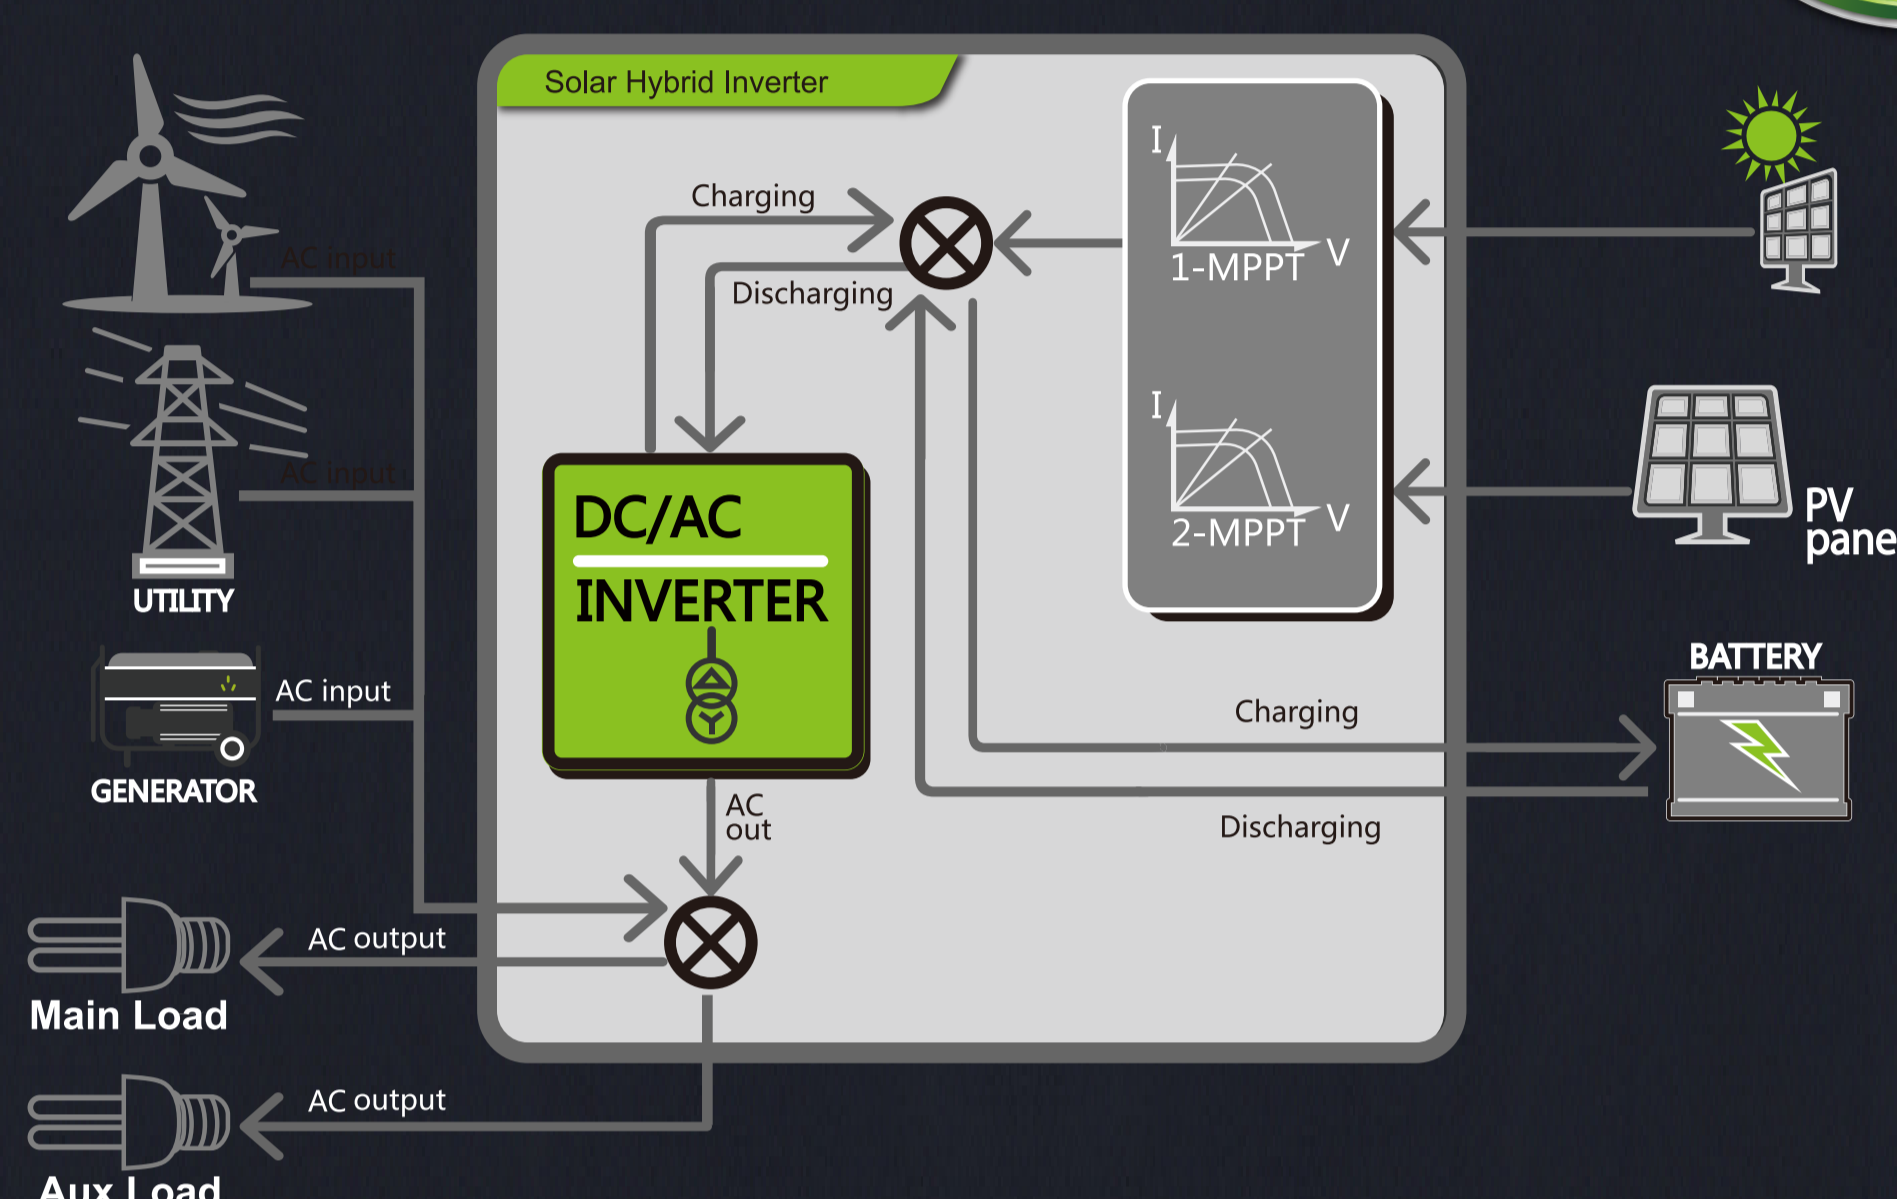 Solar Hybrid Inverter
Charging
Discharging
I
V
1-MPPT
I
V
2-MPPT
AC input
AC input
UTILITY
AC input
GENERATOR
DC/AC
INVERTER
AC
out
PV
pane
BATTERY
Charging
Discharging
AC output
Main Load
AC output
Aux Load